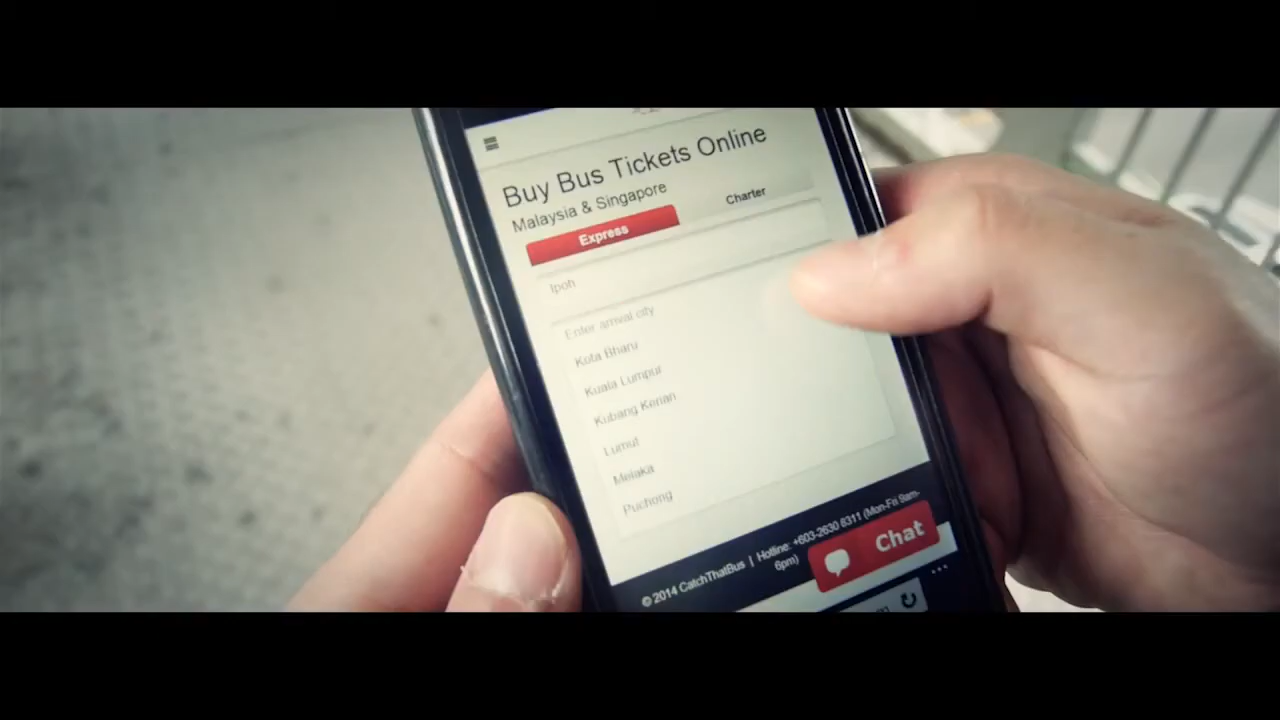 Buy Bus Tickets Online
Malaysia & Singapore
Express
Charter
Ipoh
Enter arrival city
Kota Bharu
Kuala Lumpur
Kubang Kerian
Lumut
Melaka
Puchong
© 2014 CatchThatBus | Hotline: +603-2630 8311 (Mon-Fri 9am-
6pm)
Chat